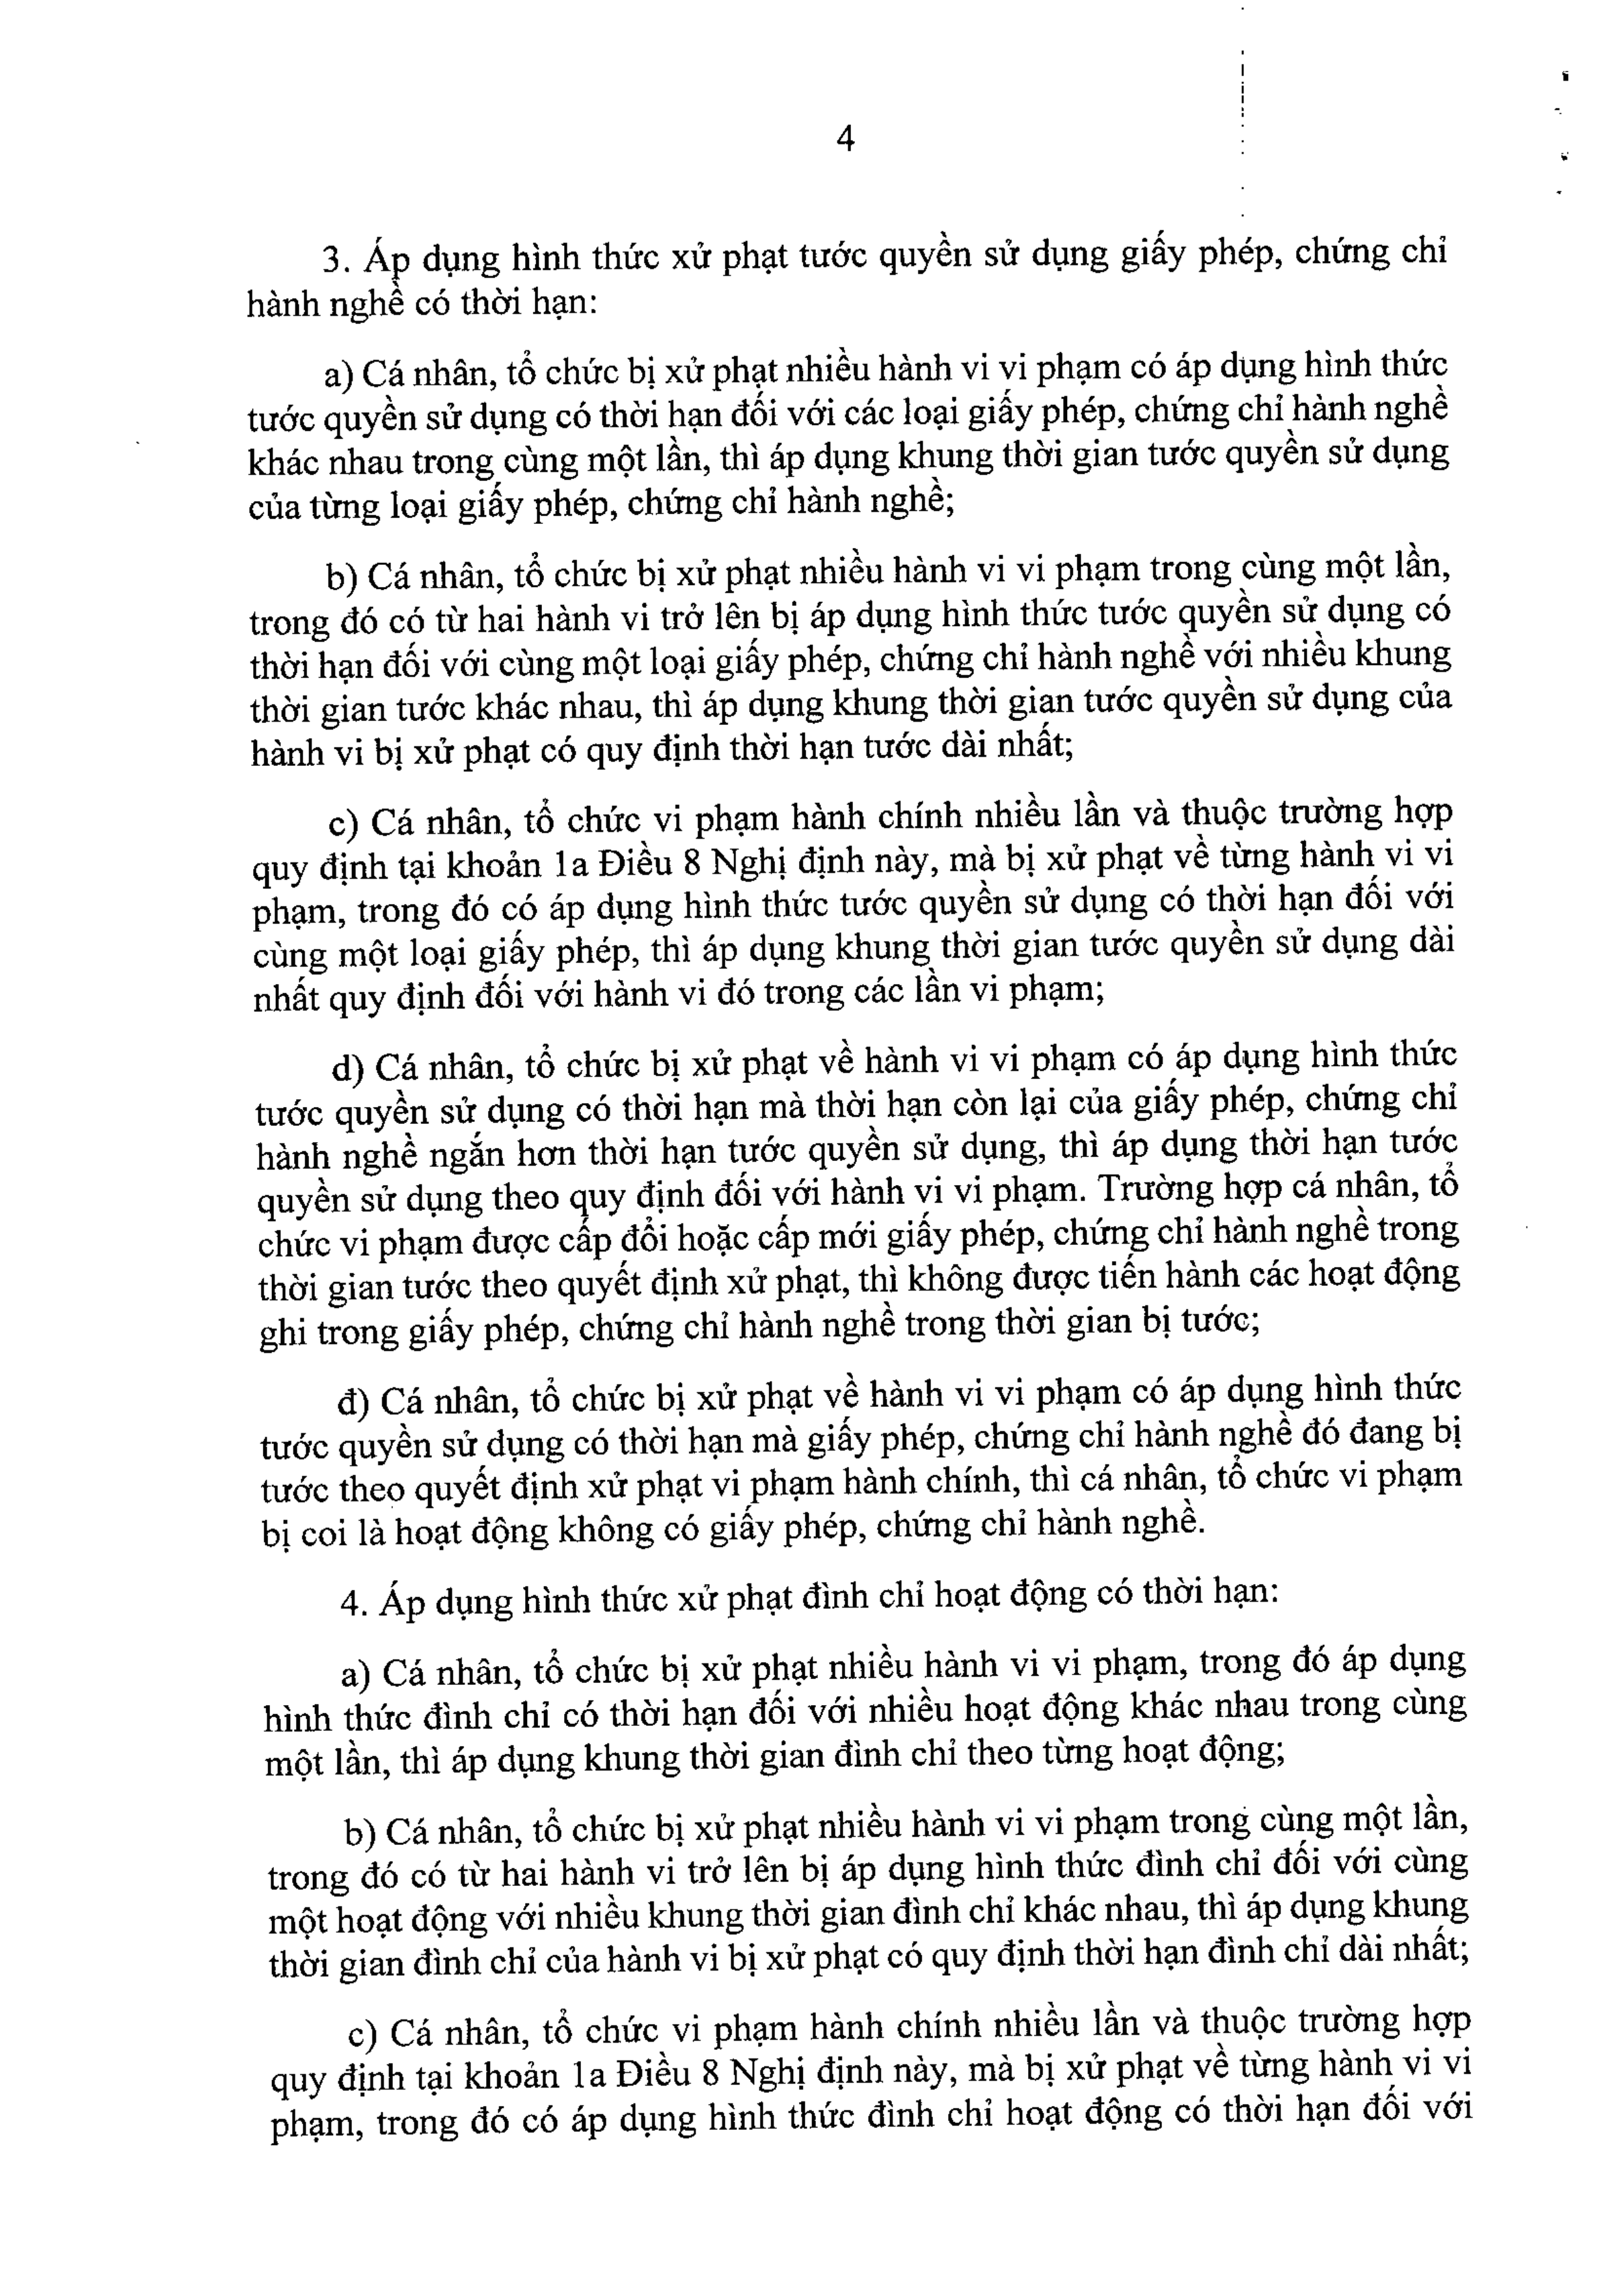 4
3. Áp dụng hình thức xử phạt tước quyền sử dụng giấy phép, chứng chỉ
hành nghề có thời hạn:
a) Cá nhân, tổ chức bị xử phạt nhiều hành vi vi phạm có áp dụng hình thức
tước quyền sử dụng có thời hạn đối với các loại giấy phép, chứng chỉ hành nghề
khác nhau trong cùng một lần, thì áp dụng khung thời gian tước quyền sử dụng
của từng loại giấy phép, chứng chỉ hành nghề;
b) Cá nhân, tổ chức bị xử phạt nhiều hành vi vi phạm trong cùng một lần,
trong đó có từ hai hành vi trở lên bị áp dụng hình thức tước quyền sử dụng có
thời hạn đối với cùng một loại giấy phép, chứng chỉ hành nghề với nhiều khung
thời gian tước khác nhau, thì áp dụng khung thời gian tước quyền sử dụng của
hành vi bị xử phạt có quy định thời hạn tước dài nhất;
c) Cá nhân, tổ chức vi phạm hành chính nhiều lần và thuộc trường hợp
quy định tại khoản 1a Điều 8 Nghị định này, mà bị xử phạt về từng hành vi vi
phạm, trong đó có áp dụng hình thức tước quyền sử dụng có thời hạn đối với
cùng một loại giấy phép, thì áp dụng khung thời gian tước quyền sử dụng dài
nhất quy định đối với hành vi đó trong các lần vi phạm;
d) Cá nhân, tổ chức bị xử phạt về hành vi vi phạm có áp dụng hình thức
tước quyền sử dụng có thời hạn mà thời hạn còn lại của giấy phép, chứng chỉ
hành nghề ngắn hơn thời hạn tước quyền sử dụng, thì áp dụng thời hạn tước
quyền sử dụng theo quy định đối với hành vi vi phạm. Trường hợp cá nhân, tổ
chức vi phạm được cấp đổi hoặc cấp mới giấy phép, chứng chỉ hành nghề trong
thời gian tước theo quyết định xử phạt, thì không được tiến hành các hoạt động
ghi trong giấy phép, chứng chỉ hành nghề trong thời gian bị tước;
đ) Cá nhân, tổ chức bị xử phạt về hành vi vi phạm có áp dụng hình thức
tước quyền sử dụng có thời hạn mà giấy phép, chứng chỉ hành nghề đó đang bị
tước theo quyết định xử phạt vi phạm hành chính, thì cá nhân, tổ chức vi phạm
bị coi là hoạt động không có giấy phép, chứng chỉ hành nghề.
4. Áp dụng hình thức xử phạt đình chỉ hoạt động có thời hạn:
a) Cá nhân, tổ chức bị xử phạt nhiều hành vi vi phạm, trong đó áp dụng
hình thức đình chỉ có thời hạn đối với nhiều hoạt động khác nhau trong cùng
một lần, thì áp dụng khung thời gian đình chỉ theo từng hoạt động;
b) Cá nhân, tổ chức bị xử phạt nhiều hành vi vi phạm trong cùng một lần,
trong đó có từ hai hành vi trở lên bị áp dụng hình thức đình chỉ đối với cùng
một hoạt động với nhiều khung thời gian đình chỉ khác nhau, thì áp dụng khung
thời gian đình chỉ của hành vi bị xử phạt có quy định thời hạn đình chỉ dài nhất;
c) Cá nhân, tổ chức vi phạm hành chính nhiều lần và thuộc trường hợp
quy định tại khoản 1a Điều 8 Nghị định này, mà bị xử phạt về từng hành vi vi
phạm, trong đó có áp dụng hình thức đình chỉ hoạt động có thời hạn đối với